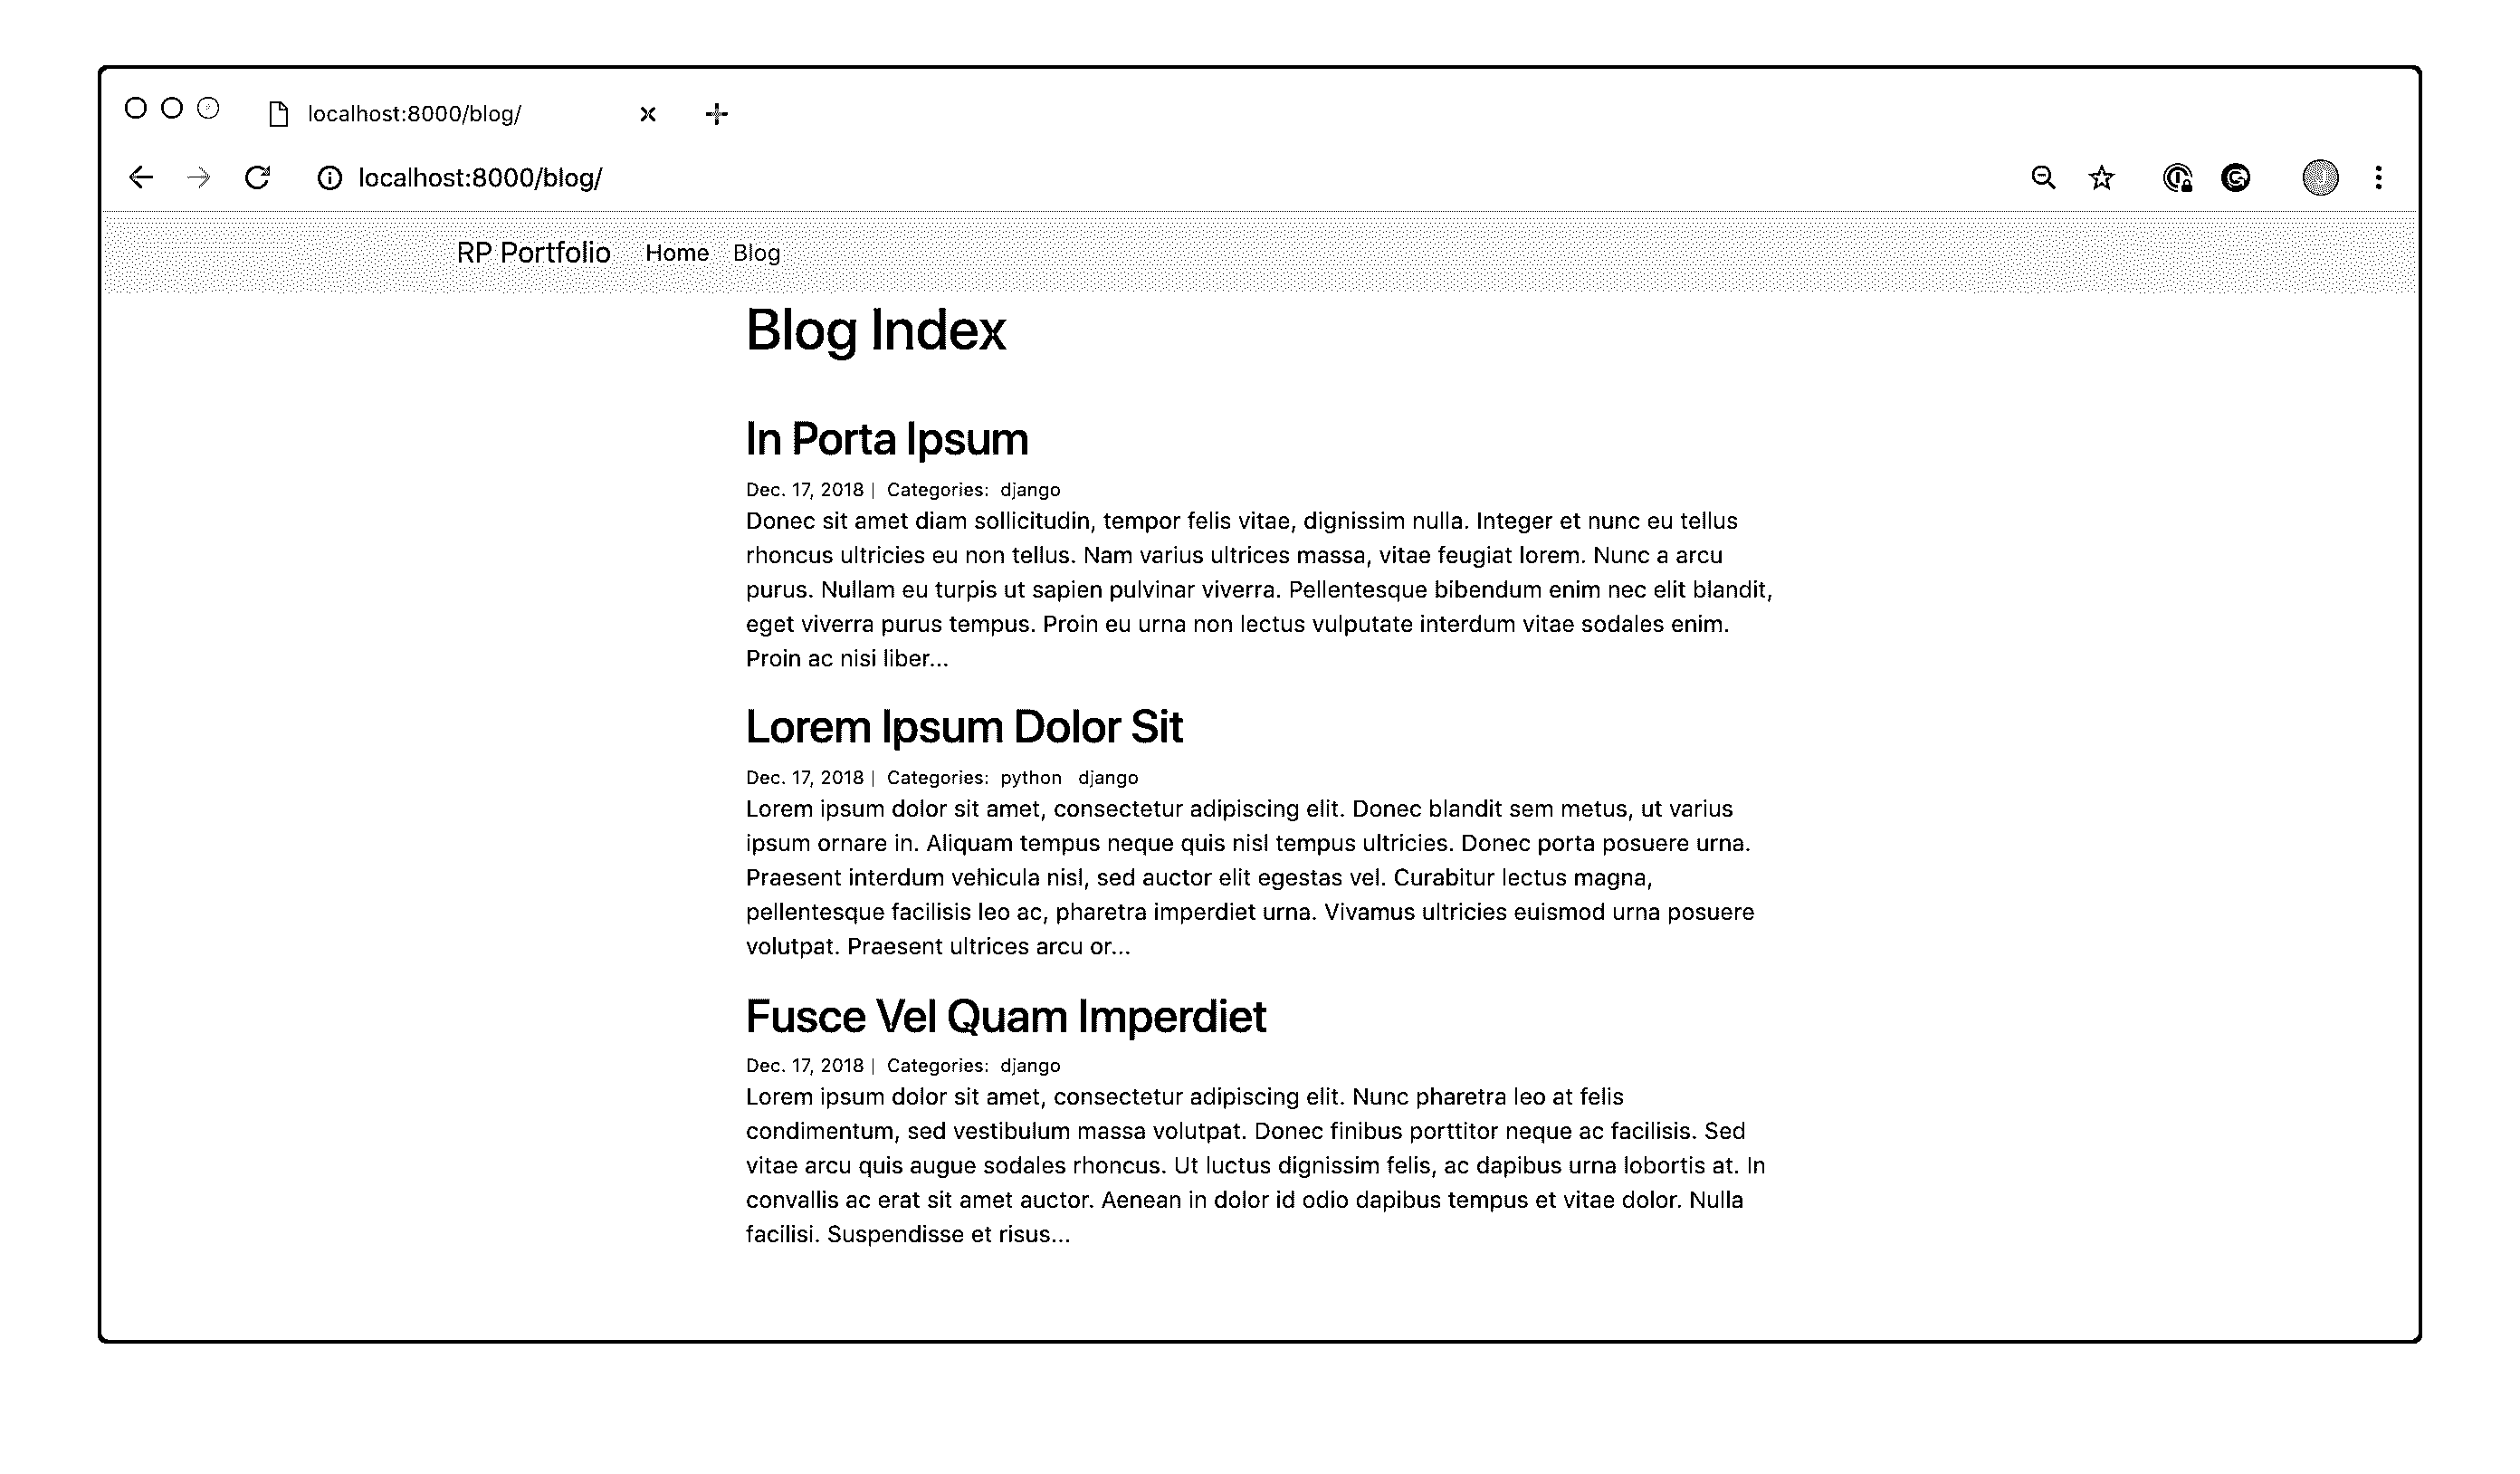 localhost:8000/blog/
localhost:8000/blog/
RP Portfolio Home Blog
Blog Index
In Porta Ipsum
Dec. 17, 2018 | Categories: django
Donec sit amet diam sollicitudin, tempor felis vitae, dignissim nulla. Integer et nunc eu tellus
rhoncus ultricies eu non tellus. Nam varius ultrices massa, vitae feugiat lorem. Nunc a arcu
purus. Nullam eu turpis ut sapien pulvinar viverra. Pellentesque bibendum enim nec elit blandit,
eget viverra purus tempus. Proin eu urna non lectus vulputate interdum vitae sodales enim.
Proin ac nisi liber...
Lorem Ipsum Dolor Sit
Dec. 17, 2018 | Categories: python django
Lorem ipsum dolor sit amet, consectetur adipiscing elit. Donec blandit sem metus, ut varius
ipsum ornare in. Aliquam tempus neque quis nisl tempus ultricies. Donec porta posuere urna.
Praesent interdum vehicula nisl, sed auctor elit egestas vel. Curabitur lectus magna,
pellentesque facilisis leo ac, pharetra imperdiet urna. Vivamus ultricies euismod urna posuere
volutpat. Praesent ultrices arcu or...
Fusce Vel Quam Imperdiet
Dec. 17, 2018 | Categories: django
Lorem ipsum dolor sit amet, consectetur adipiscing elit. Nunc pharetra leo at felis
condimentum, sed vestibulum massa volutpat. Donec finibus porttitor neque ac facilisis. Sed
vitae arcu quis augue sodales rhoncus. Ut luctus dignissim felis, ac dapibus urna lobortis at. In
convallis ac erat sit amet auctor. Aenean in dolor id odio dapibus tempus et vitae dolor. Nulla
facilisi. Suspendisse et risus...